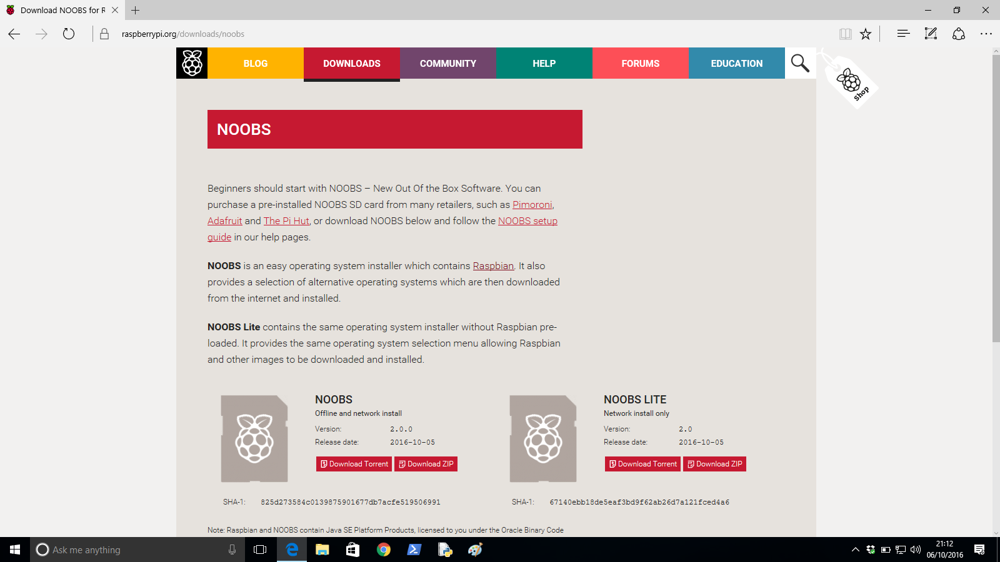 Download NOOBS for R
raspberrypi.org/downloads/noobs
BLOG DOWNLOADS COMMUNITY HELP FORUMS EDUCATION
Shop
NOOBS
Beginners should start with NOOBS – New Out Of the Box Software. You can
purchase a pre-installed NOOBS SD card from many retailers, such as Pimoroni,
Adafruit and The Pi Hut, or download NOOBS below and follow the NOOBS setup
guide in our help pages.
NOOBS is an easy operating system installer which contains Raspbian. It also
provides a selection of alternative operating systems which are then downloaded
from the internet and installed.
NOOBS Lite contains the same operating system installer without Raspbian pre-
loaded. It provides the same operating system selection menu allowing Raspbian
and other images to be downloaded and installed.
NOOBS
Offline and network install
Version: 2.0.0
Release date: 2016-10-05
Download Torrent Download ZIP
SHA-1: 825d273584c0139875901677db7acfe519506991
NOOBS LITE
Network install only
Version: 2.0
Release date: 2016-10-05
Download Torrent Download ZIP
SHA-1: 67140ebb18de5eaf3bd9f62ab26d7a121fced4a6
Note: Raspbian and NOOBS contain Java SE Platform Products, licensed to you under the Oracle Binary Code
Ask me anything
21:12
06/10/2016